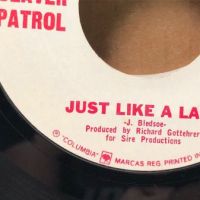 PATROL
JUST LIKE A LA
-J. Bledsoe-
Produced by Richard Gottehrer
for Sire Productions
® "COLUMBIA" MARCAS REG. PRINTED IN